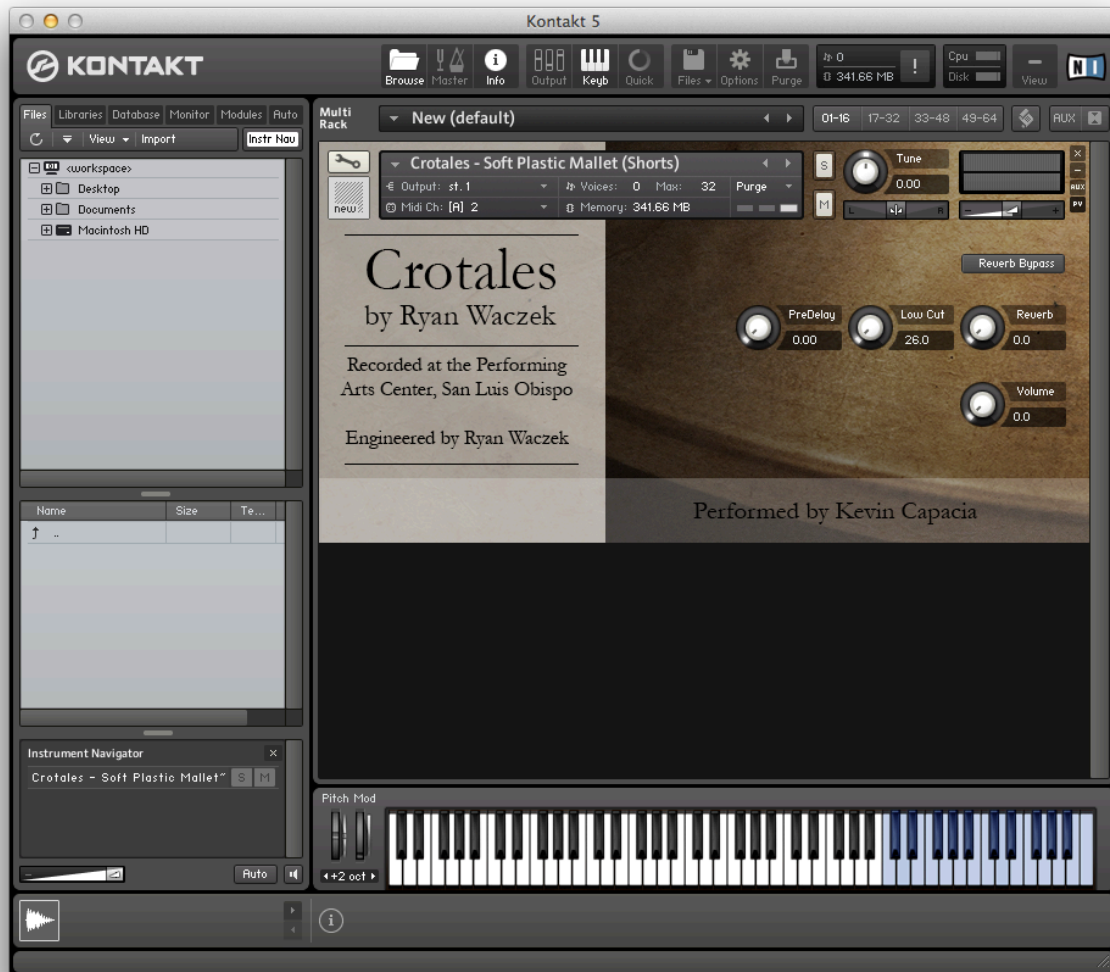 Kontakt 5
KONTAKT
Browse Master Info Output Keyb Quick Files Options Purge
0
0 341.66 MB
!
Cpu
Disk
View
NI
Files Libraries Database Monitor Modules Auto
View Import Instr Nav
<workspace>
Desktop
Documents
Macintosh HD
Name Size Te...
..
Instrument Navigator ×
Crotales - Soft Plastic Mallet~ S M
Auto
Multi
Rack
New (default)
01-16 17-32 33-48 49-64 AUX
Crotales - Soft Plastic Mallet (Shorts)
Output: st. 1 Voices: 0 Max: 32 Purge
new Midi Ch: [A] 2 Memory: 341.66 MB
S
M
Tune
0.00
L R
- +
×
-
AUX
PV
Crotales
by Ryan Waczek
Recorded at the Performing
Arts Center, San Luis Obispo
Engineered by Ryan Waczek
Reverb Bypass
PreDelay Low Cut Reverb
0.00 26.0 0.0
Volume
0.0
Performed by Kevin Capacia
Pitch Mod
+2 oct